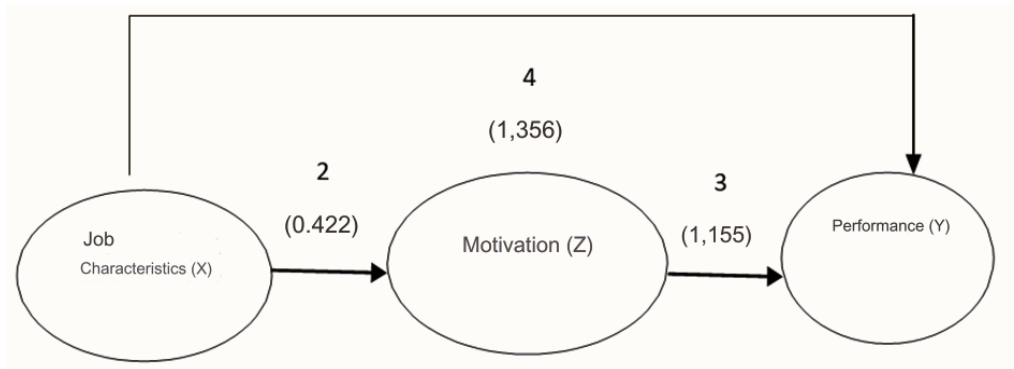 4
(1,356)
2
(0.422)
3
(1,155)
Job
Characteristics (X)
Motivation (Z)
Performance (Y)